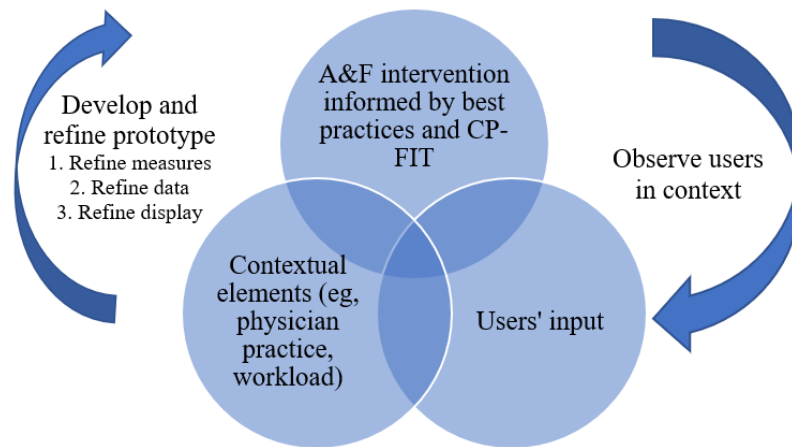 A&F intervention
informed by best
practices and CP-
FIT
Develop and
refine prototype
1. Refine measures
2. Refine data
3. Refine display
Observe users
in context
Contextual
elements (eg,
physician
practice,
workload)
Users' input